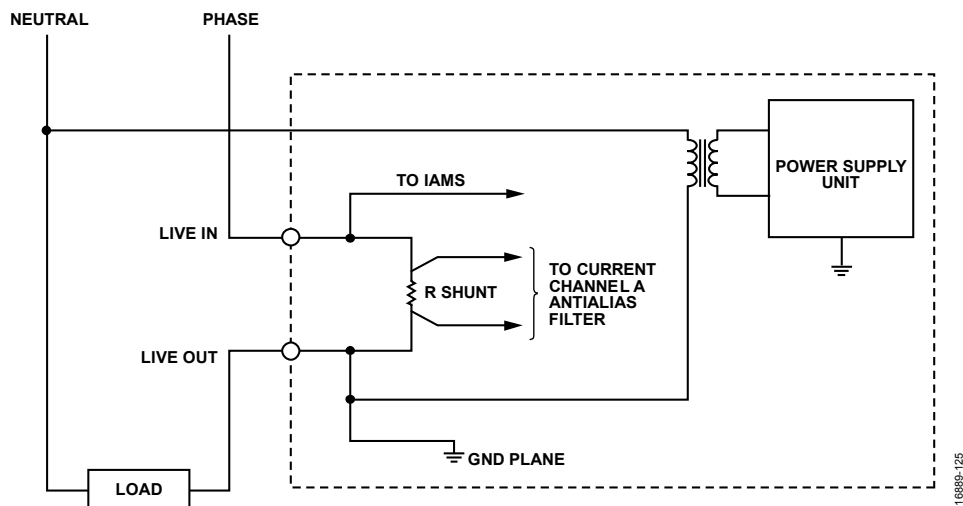 NEUTRAL
PHASE
POWER SUPPLY
UNIT
TO IAMS
LIVE IN
R SHUNT
TO CURRENT
CHANNEL A
ANTIALIAS
FILTER
LIVE OUT
GND PLANE
LOAD
16889-125